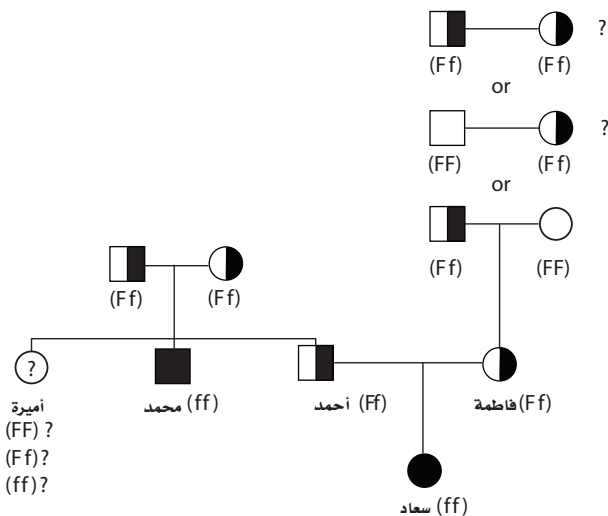 ?
(Ff) (Ff)
or
?
(FF) (Ff)
or
(Ff) (FF)
(Ff) (Ff)
?
أميرة
(FF) ?
(Ff) ?
(ff) ?
محمد (ff)
أحمد (Ff)
فاطمة (Ff)
سعاد (ff)